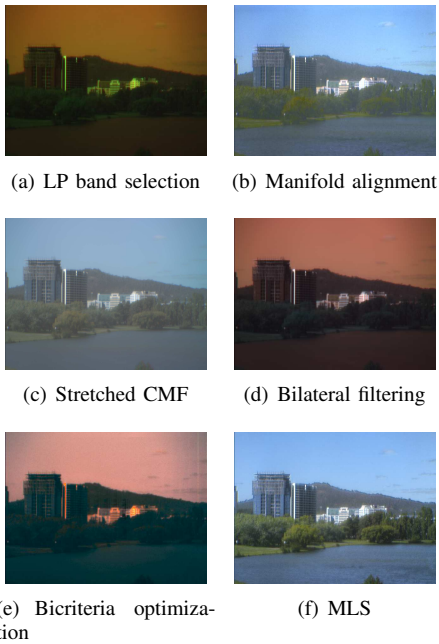 (a) LP band selection
(b) Manifold alignment
(c) Stretched CMF
(d) Bilateral filtering
(e) Bicriteria optimiza-
tion
(f) MLS